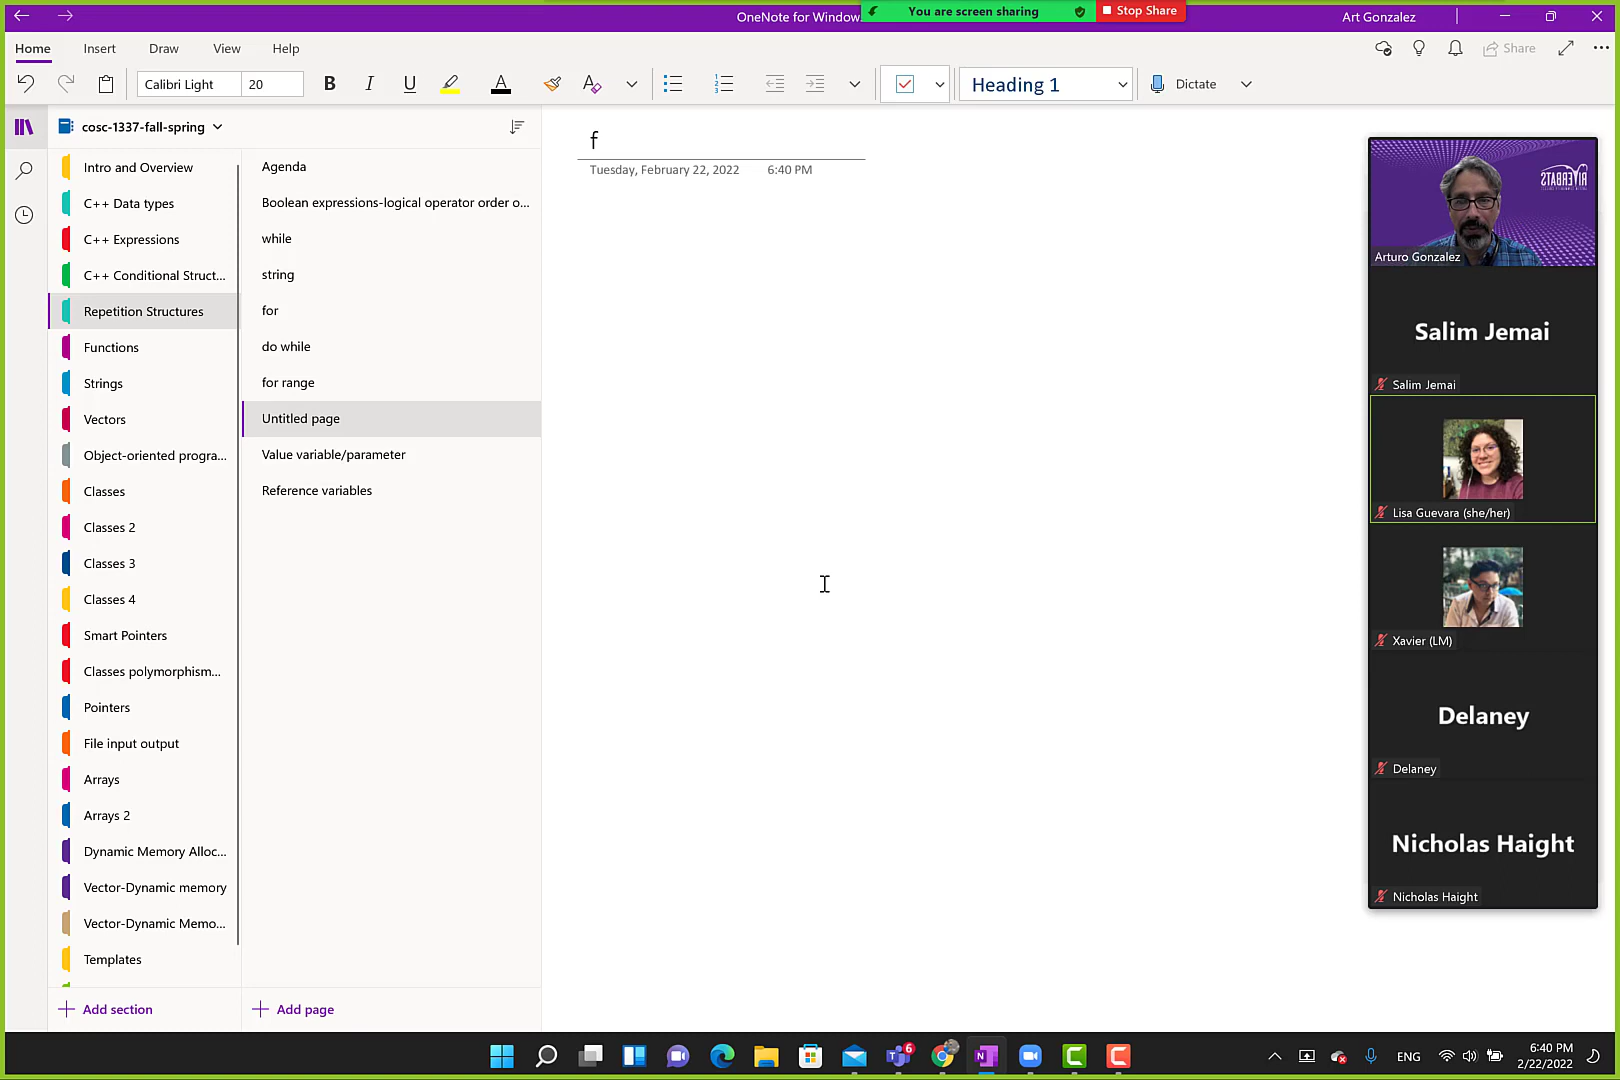 OneNote for Window
You are screen sharing
Stop Share
Art Gonzalez
Home
Insert
Draw
View
Help
Share
Calibri Light
20
B
I
U
A
A
Heading 1
Dictate
cosc-1337-fall-spring
Intro and Overview
C++ Data types
C++ Expressions
C++ Conditional Struct...
Repetition Structures
Functions
Strings
Vectors
Object-oriented progra...
Classes
Classes 2
Classes 3
Classes 4
Smart Pointers
Classes polymorphism...
Pointers
File input output
Arrays
Arrays 2
Dynamic Memory Alloc...
Vector-Dynamic memory
Vector-Dynamic Memo...
Templates
Add section
Agenda
Boolean expressions-logical operator order o...
while
string
for
do while
for range
Untitled page
Value variable/parameter
Reference variables
Add page
f
Tuesday, February 22, 2022 6:40 PM
RIVERBATS
Arturo Gonzalez
Salim Jemai
Salim Jemai
Lisa Guevara (she/her)
Xavier (LM)
Delaney
Delaney
Nicholas Haight
Nicholas Haight
6
ENG
6:40 PM
2/22/2022